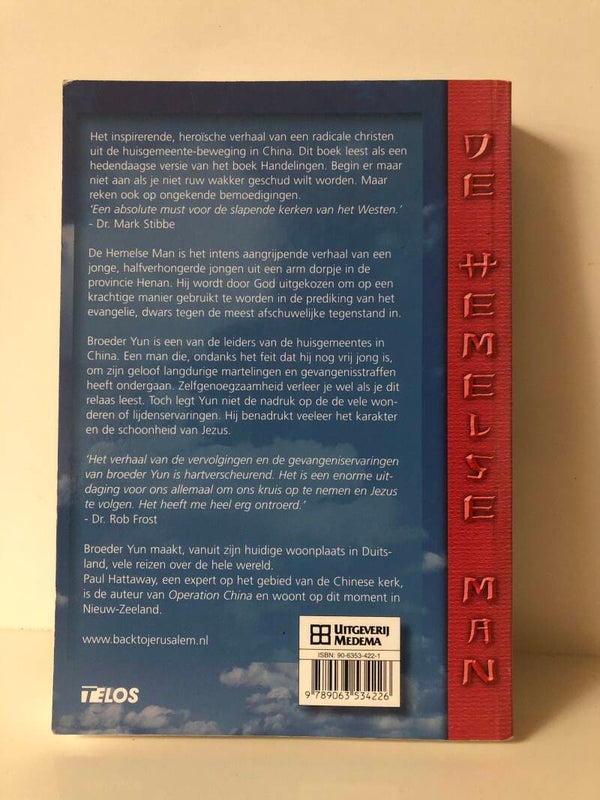 Het inspirerende, heroïsche verhaal van een radicale christen
uit de huisgemeente-beweging in China. Dit boek leest als een
hedendaagse versie van het boek Handelingen. Begin er maar
niet aan als je niet ruw wakker geschud wilt worden. Maar
reken ook op ongekende bemoedigingen.
'Een absolute must voor de slapende kerken van het Westen.'
- Dr. Mark Stibbe
De Hemelse Man is het intens aangrijpende verhaal van een
jonge, halfverhongerde jongen uit een arm dorpje in de
provincie Henan. Hij wordt door God uitgekozen om op een
krachtige manier gebruikt te worden in de prediking van het
evangelie, dwars tegen de meest afschuwelijke tegenstand in.
Broeder Yun is een van de leiders van de huisgemeentes in
China. Een man die, ondanks het feit dat hij nog vrij jong is,
om zijn geloof langdurige martelingen en gevangenisstraffen
heeft ondergaan. Zelfgenoegzaamheid verleer je wel als je dit
relaas leest. Toch legt Yun niet de nadruk op de de vele won-
deren of lijdenservaringen. Hij benadrukt veeleer het karakter
en de schoonheid van Jezus.
'Het verhaal van de vervolgingen en de gevangeniservaringen
van broeder Yun is hartverscheurend. Het is een enorme uit-
daging voor ons allemaal om ons kruis op te nemen en Jezus
te volgen. Het heeft me heel erg ontroerd.'
- Dr. Rob Frost
Broeder Yun maakt, vanuit zijn huidige woonplaats in Duits-
land, vele reizen over de hele wereld.
Paul Hattaway, een expert op het gebied van de Chinese kerk,
is de auteur van Operation China en woont op dit moment in
Nieuw-Zeeland.
www.backtojerusalem.nl
TELOS
UITGEVERIJ
MEDEMA
ISBN: 90-6353-422-1
9 789063 534226
DE HEMELSE MAN